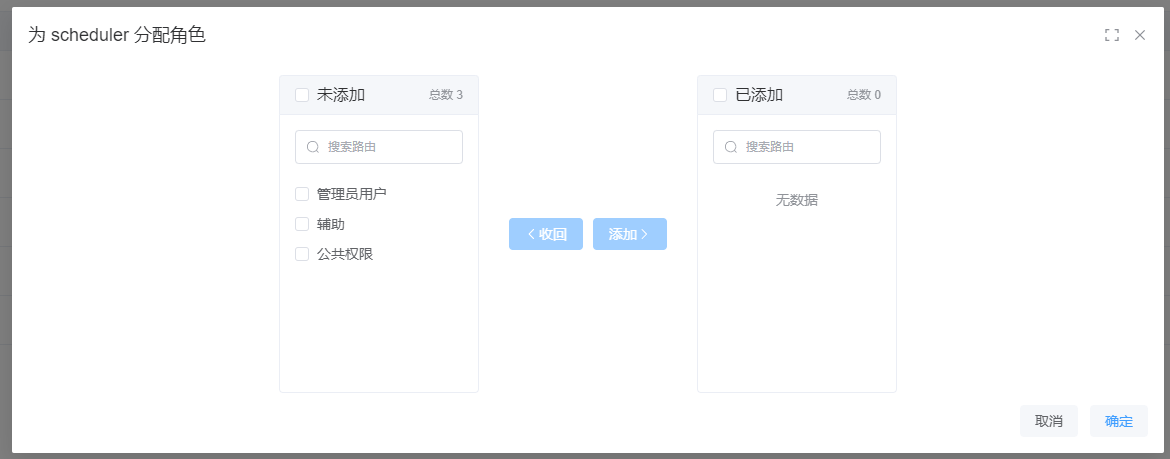 为 scheduler 分配角色
未添加 总数 3
搜索路由
管理员用户
辅助
公共权限
收回 添加
已添加 总数 0
搜索路由
无数据
取消 确定